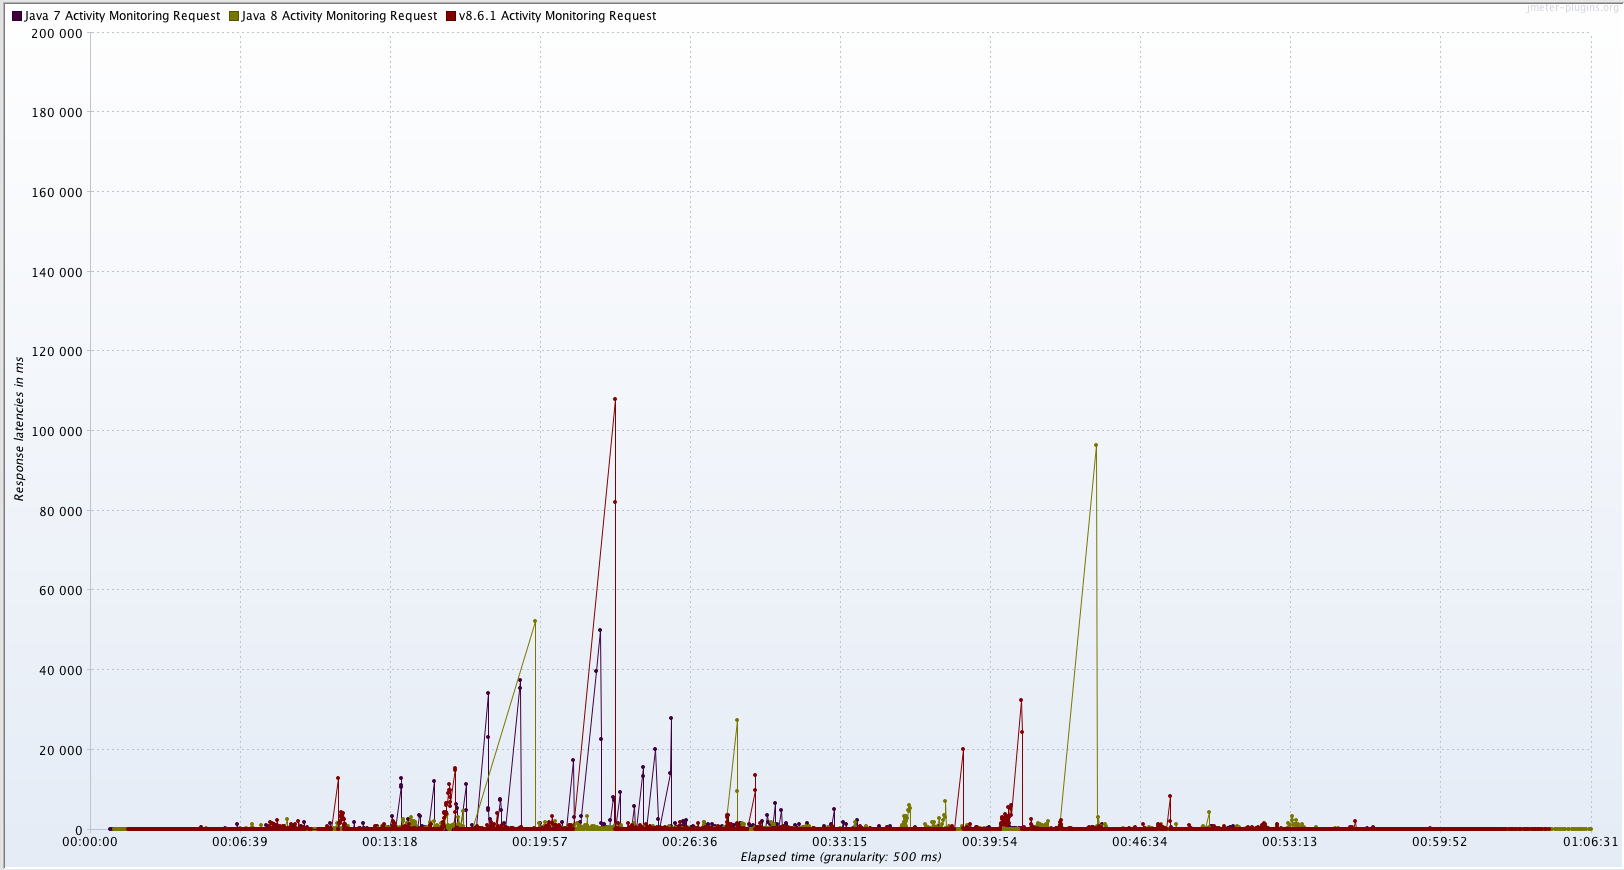 jmeter-plugins.org
Java 7 Activity Monitoring Request Java 8 Activity Monitoring Request v8.6.1 Activity Monitoring Request
200 000
180 000
160 000
140 000
120 000
100 000
80 000
60 000
40 000
20 000
0
Response latencies in ms
00:00:00 00:06:39 00:13:18 00:19:57 00:26:36 00:33:15 00:39:54 00:46:34 00:53:13 00:59:52 01:06:31
Elapsed time (granularity: 500 ms)